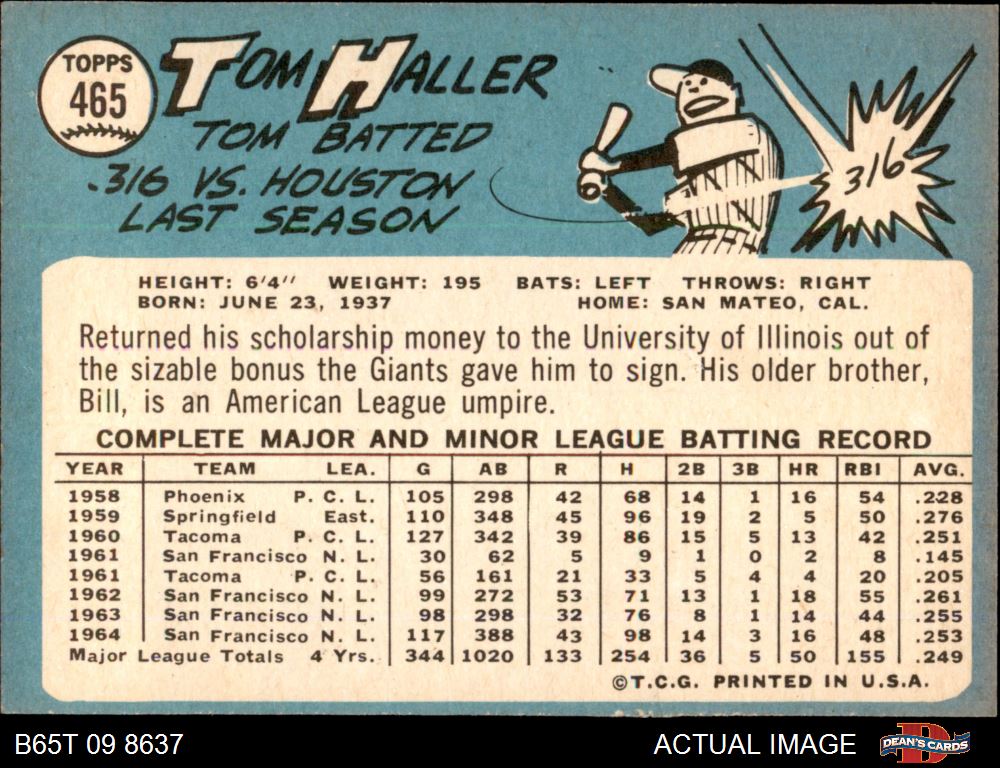 TOPPS
465
TOM HALLER
TOM BATTED
.316 VS. HOUSTON
LAST SEASON
316
HEIGHT: 6'4" WEIGHT: 195 BATS: LEFT THROWS: RIGHT
BORN: JUNE 23, 1937 HOME: SAN MATEO, CAL.
Returned his scholarship money to the University of Illinois out of
the sizable bonus the Giants gave him to sign. His older brother,
Bill, is an American League umpire.
COMPLETE MAJOR AND MINOR LEAGUE BATTING RECORD
YEAR TEAM LEA. G AB R H 2B 3B HR RBI AVG.
1958 Phoenix P. C. L. 105 298 42 68 14 1 16 54 .228
1959 Springfield East. 110 348 45 96 19 2 5 50 .276
1960 Tacoma P. C. L. 127 342 39 86 15 5 13 42 .251
1961 San Francisco N. L. 30 62 5 9 1 0 2 8 .145
1961 Tacoma P. C. L. 56 161 21 33 5 4 4 20 .205
1962 San Francisco N. L. 99 272 53 71 13 1 18 55 .261
1963 San Francisco N. L. 98 298 32 76 8 1 14 44 .255
1964 San Francisco N. L. 117 388 43 98 14 3 16 48 .253
Major League Totals 4 Yrs. 344 1020 133 254 36 5 50 155 .249
©T.C.G. PRINTED IN U.S.A.
B65T 09 8637 ACTUAL IMAGE DEAN'S CARDS